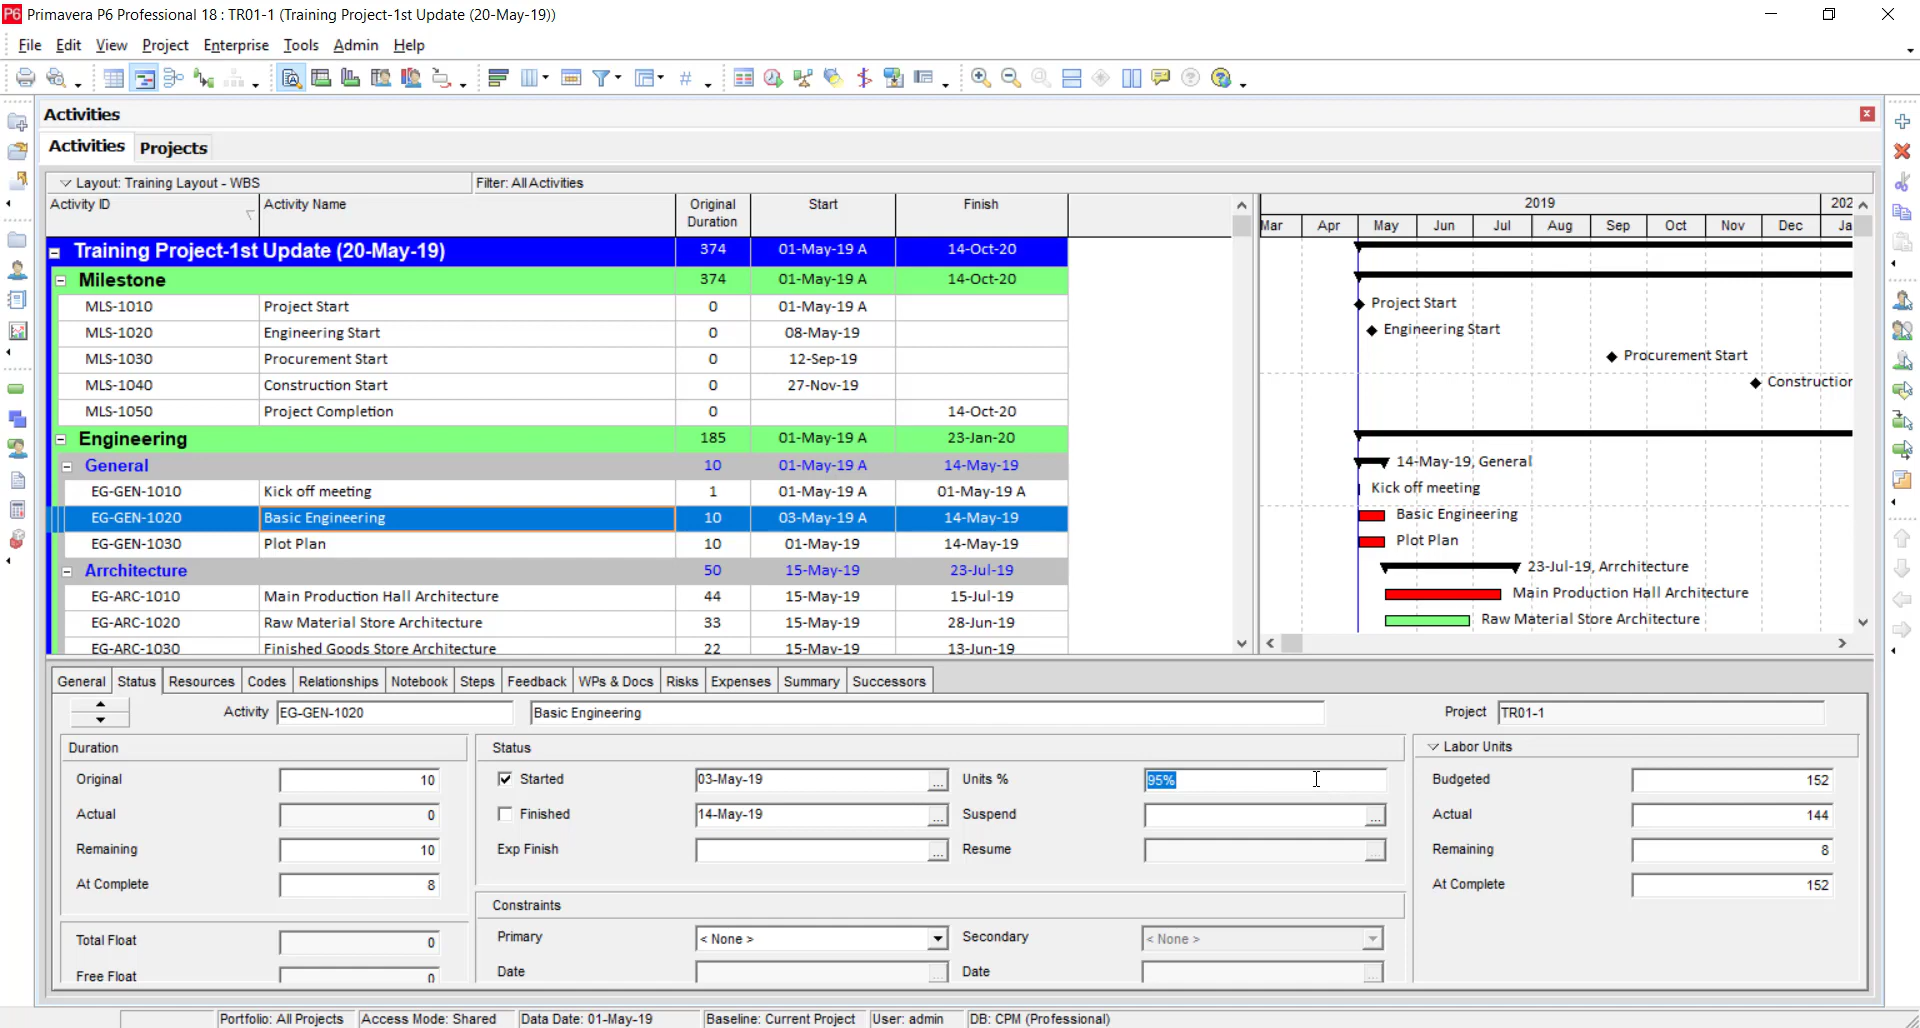 P6 Primavera P6 Professional 18 : TR01-1 (Training Project-1st Update (20-May-19))
File Edit View Project Enterprise Tools Admin Help
Activities
Activities Projects
Layout: Training Layout - WBS Filter: All Activities
Activity ID Activity Name Original Duration Start Finish
2019 202
Mar Apr May Jun Jul Aug Sep Oct Nov Dec Ja
Training Project-1st Update (20-May-19) 374 01-May-19 A 14-Oct-20
Milestone 374 01-May-19 A 14-Oct-20
MLS-1010 Project Start 0 01-May-19 A Project Start
MLS-1020 Engineering Start 0 08-May-19 Engineering Start
MLS-1030 Procurement Start 0 12-Sep-19 Procurement Start
MLS-1040 Construction Start 0 27-Nov-19 Construction
MLS-1050 Project Completion 0 14-Oct-20
Engineering 185 01-May-19 A 23-Jan-20
General 10 01-May-19 A 14-May-19 14-May-19, General
EG-GEN-1010 Kick off meeting 1 01-May-19 A 01-May-19 A Kick off meeting
EG-GEN-1020 Basic Engineering 10 03-May-19 A 14-May-19 Basic Engineering
EG-GEN-1030 Plot Plan 10 01-May-19 14-May-19 Plot Plan
Arrchitecture 50 15-May-19 23-Jul-19 23-Jul-19, Arrchitecture
EG-ARC-1010 Main Production Hall Architecture 44 15-May-19 15-Jul-19 Main Production Hall Architecture
EG-ARC-1020 Raw Material Store Architecture 33 15-May-19 28-Jun-19 Raw Material Store Architecture
EG-ARC-1030 Finished Goods Store Architecture 22 15-May-19 13-Jun-19
General Status Resources Codes Relationships Notebook Steps Feedback WPs & Docs Risks Expenses Summary Successors
Activity EG-GEN-1020 Basic Engineering Project TR01-1
Duration Status Labor Units
Original 10 Started 03-May-19 ... Units % 95% Budgeted 152
Actual 0 Finished 14-May-19 ... Suspend ... Actual 144
Remaining 10 Exp Finish ... Resume ... Remaining 8
At Complete 8 At Complete 152
Constraints
Total Float 0 Primary < None > Secondary < None >
Free Float 0 Date ... Date ...
Portfolio: All Projects Access Mode: Shared Data Date: 01-May-19 Baseline: Current Project User: admin DB: CPM (Professional)